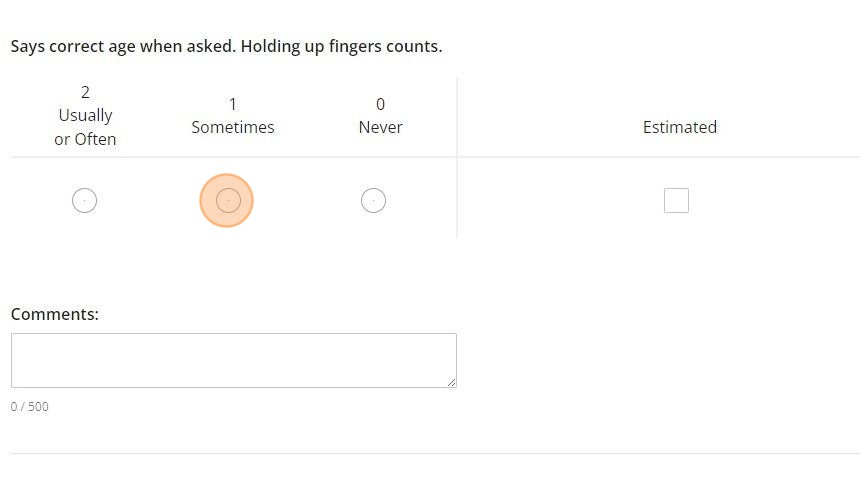 Says correct age when asked. Holding up fingers counts.
2
Usually
or Often
1
Sometimes
0
Never
Estimated
Comments:
0 / 500